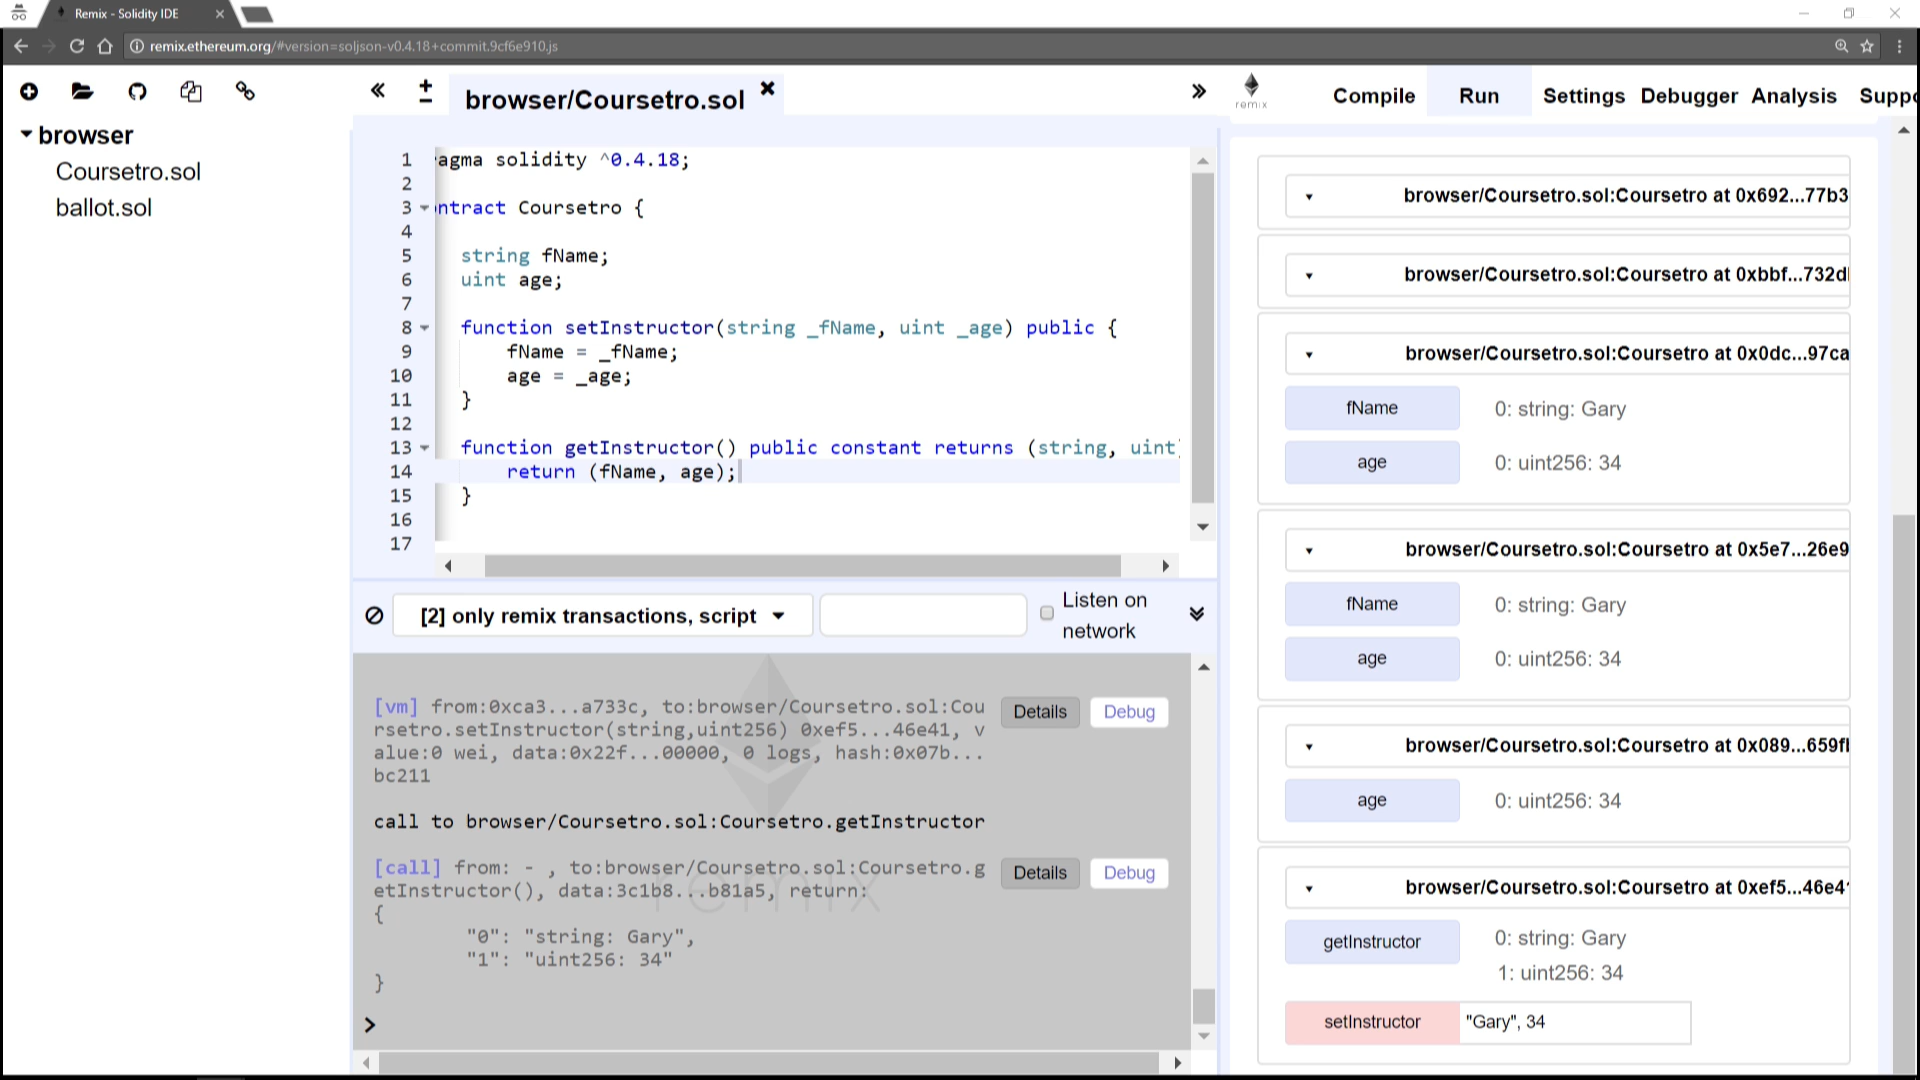 Remix - Solidity IDE
remix.ethereum.org/#version=soljson-v0.4.18+commit.9cf6e910.js
browser/Coursetro.sol
remix
Compile Run Settings Debugger Analysis Suppo
browser
Coursetro.sol
ballot.sol
1 agma solidity ^0.4.18;
2
3 ntract Coursetro {
4
5 string fName;
6 uint age;
7
8 function setInstructor(string _fName, uint _age) public {
9 fName = _fName;
10 age = _age;
11 }
12
13 function getInstructor() public constant returns (string, uint)
14 return (fName, age);
15 }
16
17
[2] only remix transactions, script
Listen on
network
[vm] from:0xca3...a733c, to:browser/Coursetro.sol:Cou
rsetro.setInstructor(string,uint256) 0xef5...46e41, v
alue:0 wei, data:0x22f...00000, 0 logs, hash:0x07b...
bc211
Details Debug
call to browser/Coursetro.sol:Coursetro.getInstructor
[call] from: - , to:browser/Coursetro.sol:Coursetro.g
etInstructor(), data:3c1b8...b81a5, return:
Details Debug
{
"0": "string: Gary",
"1": "uint256: 34"
}
>
remix
browser/Coursetro.sol:Coursetro at 0x692...77b3
browser/Coursetro.sol:Coursetro at 0xbbf...732d
browser/Coursetro.sol:Coursetro at 0x0dc...97ca
fName 0: string: Gary
age 0: uint256: 34
browser/Coursetro.sol:Coursetro at 0x5e7...26e9
fName 0: string: Gary
age 0: uint256: 34
browser/Coursetro.sol:Coursetro at 0x089...659f
age 0: uint256: 34
browser/Coursetro.sol:Coursetro at 0xef5...46e4
getInstructor 0: string: Gary
1: uint256: 34
setInstructor "Gary", 34